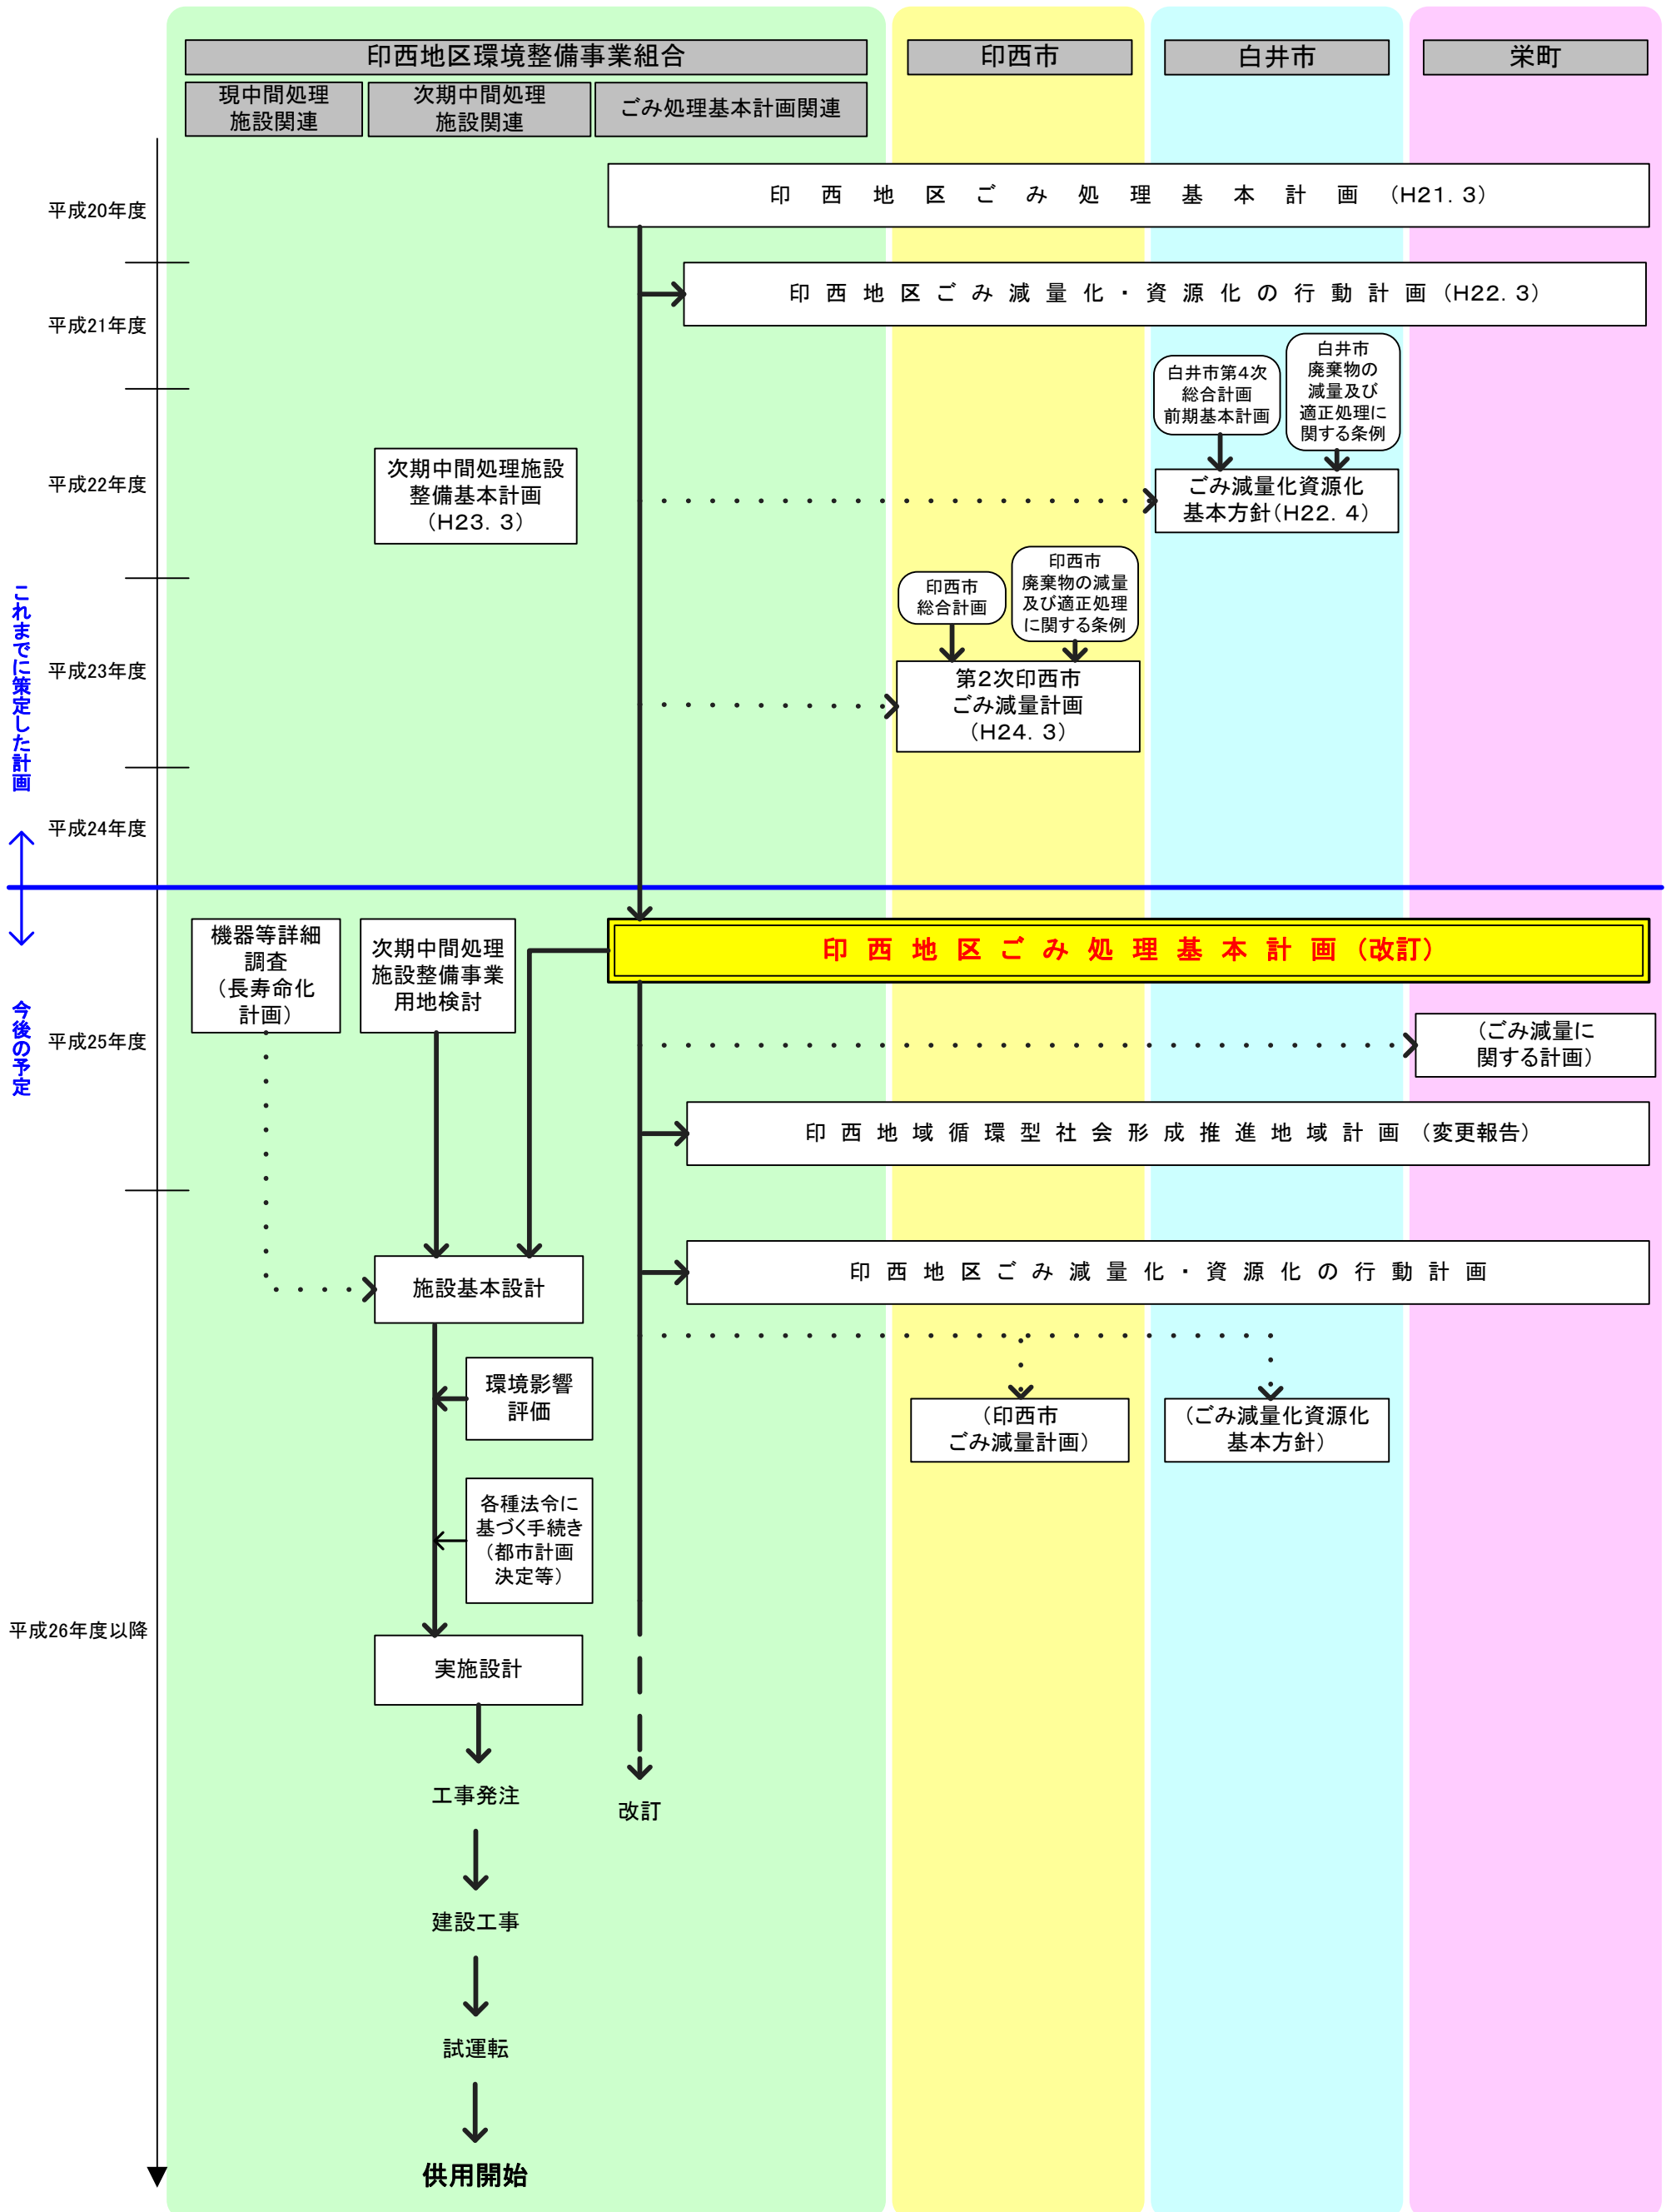 印西地区環境整備事業組合
印西市
白井市
栄町
現中間処理
施設関連
次期中間処理
施設関連
ごみ処理基本計画関連
平成20年度
印西地区ごみ処理基本計画(H21.3)
印西地区ごみ減量化・資源化の行動計画(H22.3)
平成21年度
白井市第4次
総合計画
前期基本計画
白井市
廃棄物の
減量及び
適正処理に
関する条例
平成22年度
次期中間処理施設
整備基本計画
(H23.3)
ごみ減量化資源化
基本方針(H22.4)
印西市
総合計画
印西市
廃棄物の減量
及び適正処理
に関する条例
これまでに策定した計画
平成23年度
第2次印西市
ごみ減量計画
(H24.3)
平成24年度
今後の予定
機器等詳細
調査
(長寿命化
計画)
次期中間処理
施設整備事業
用地検討
印西地区ごみ処理基本計画(改訂)
平成25年度
(ごみ減量に
関する計画)
印西地域循環型社会形成推進地域計画(変更報告)
施設基本設計
印西地区ごみ減量化・資源化の行動計画
環境影響
評価
(印西市
ごみ減量計画)
(ごみ減量化資源化
基本方針)
各種法令に
基づく手続き
(都市計画
決定等)
平成26年度以降
実施設計
工事発注
改訂
建設工事
試運転
供用開始